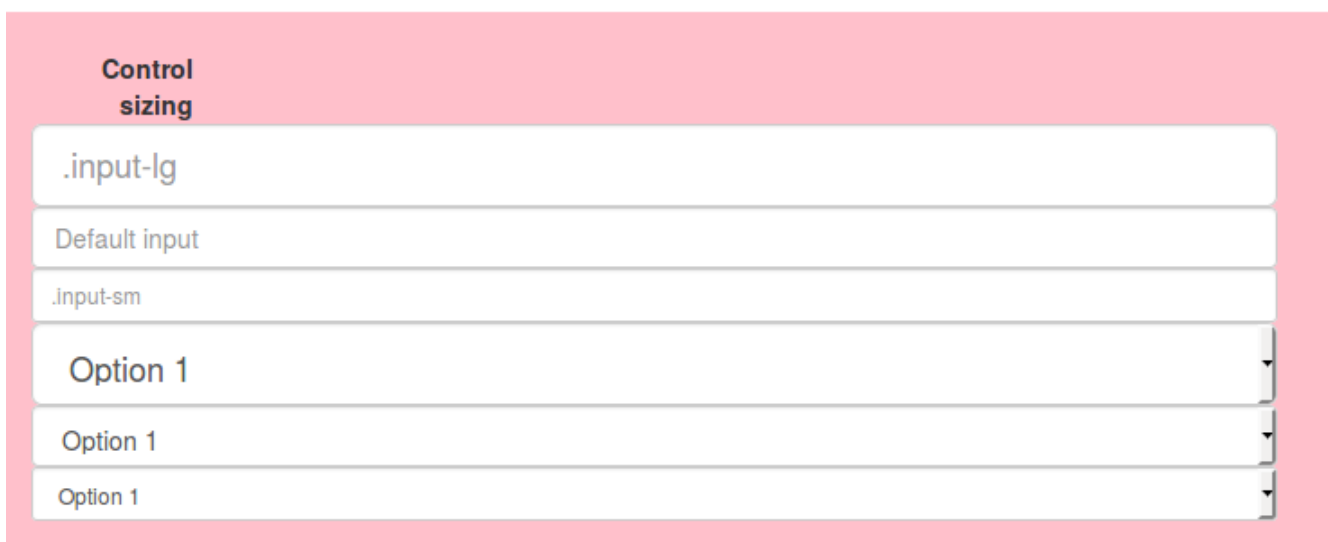 Control
sizing
.input-lg
Default input
.input-sm
Option 1
Option 1
Option 1